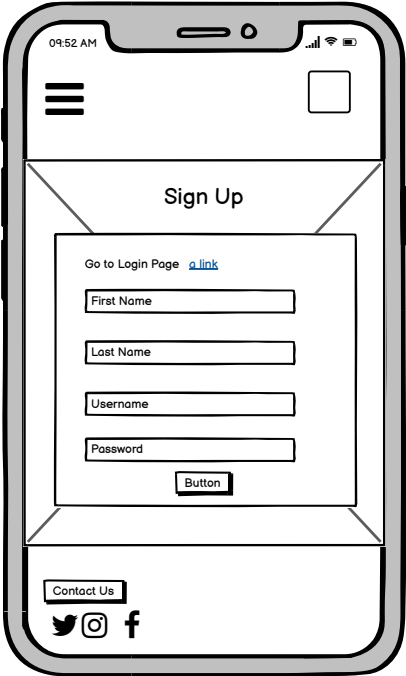 09:52 AM
Sign Up
Go to Login Page a link
First Name
Last Name
Username
Password
Button
Contact Us